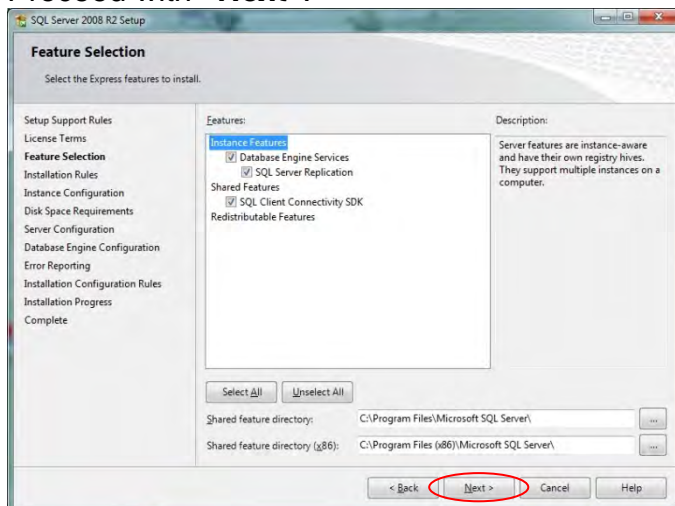 Proceed with "Next".
SQL Server 2008 R2 Setup
Feature Selection
Select the Express features to install.
Setup Support Rules
License Terms
Feature Selection
Installation Rules
Instance Configuration
Disk Space Requirements
Server Configuration
Database Engine Configuration
Error Reporting
Installation Configuration Rules
Installation Progress
Complete
Features:
Instance Features
Database Engine Services
SQL Server Replication
Shared Features
SQL Client Connectivity SDK
Redistributable Features
Description:
Server features are instance-aware
and have their own registry hives.
They support multiple instances on a
computer.
Select All
Unselect All
Shared feature directory:
C:\Program Files\Microsoft SQL Server\
...
Shared feature directory (x86):
C:\Program Files (x86)\Microsoft SQL Server\
...
< Back
Next >
Cancel
Help